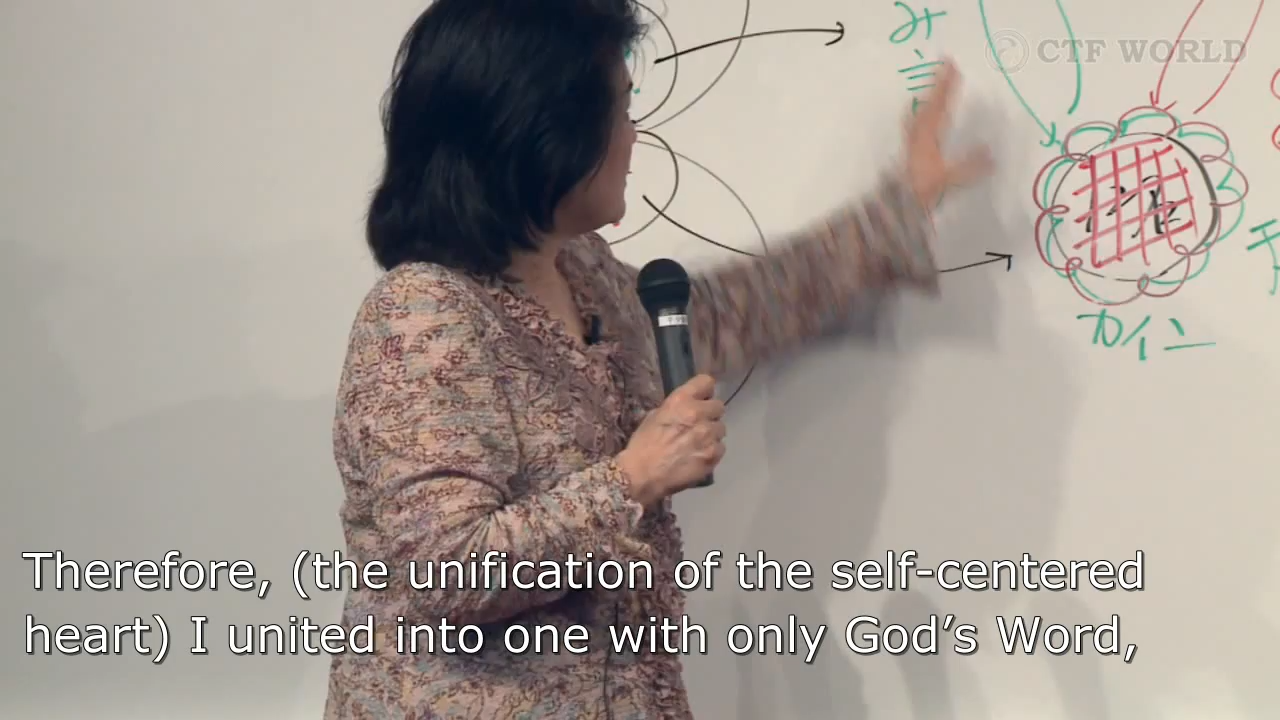 み言
CTF WORLD
カイン
Therefore, (the unification of the self-centered
heart) I united into one with only God’s Word,